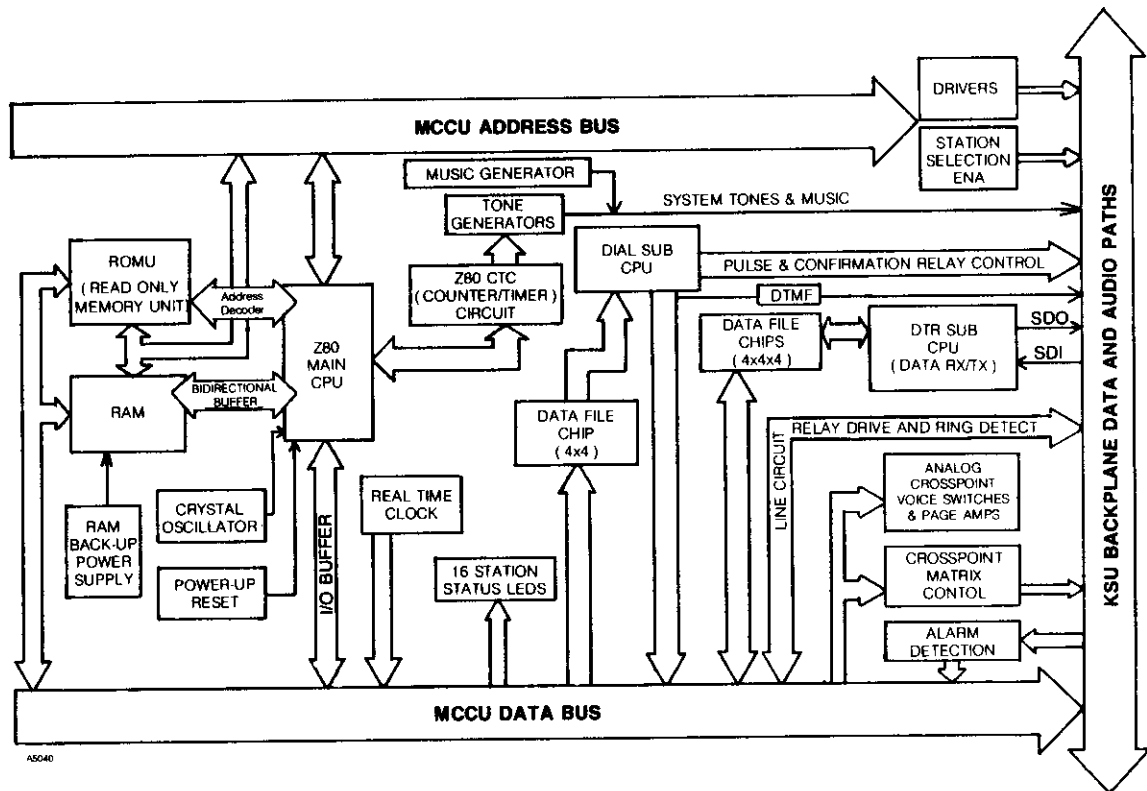 DRIVERS
MCCU ADDRESS BUS
STATION
SELECTION
ENA
MUSIC GENERATOR
TONE
GENERATORS
SYSTEM TONES & MUSIC
ROMU
( READ ONLY
MEMORY UNIT )
Address
Decoder
Z80
MAIN
CPU
Z80 CTC
( COUNTER/TIMER )
CIRCUIT
DIAL SUB
CPU
PULSE & CONFIRMATION RELAY CONTROL
DTMF
DATA FILE
CHIPS
( 4x4x4 )
DTR SUB
CPU
( DATA RX/TX )
SDO
SDI
RAM
BIDIRECTIONAL
BUFFER
DATA FILE
CHIP
( 4x4 )
RELAY DRIVE AND RING DETECT
LINE CIRCUIT
RAM
BACK-UP
POWER
SUPPLY
CRYSTAL
OSCILLATOR
POWER-UP
RESET
I/O BUFFER
REAL TIME
CLOCK
16 STATION
STATUS LEDS
ANALOG
CROSSPOINT
VOICE SWITCHES
& PAGE AMPS
CROSSPOINT
MATRIX
CONTOL
ALARM
DETECTION
MCCU DATA BUS
KSU BACKPLANE DATA AND AUDIO PATHS
A5040